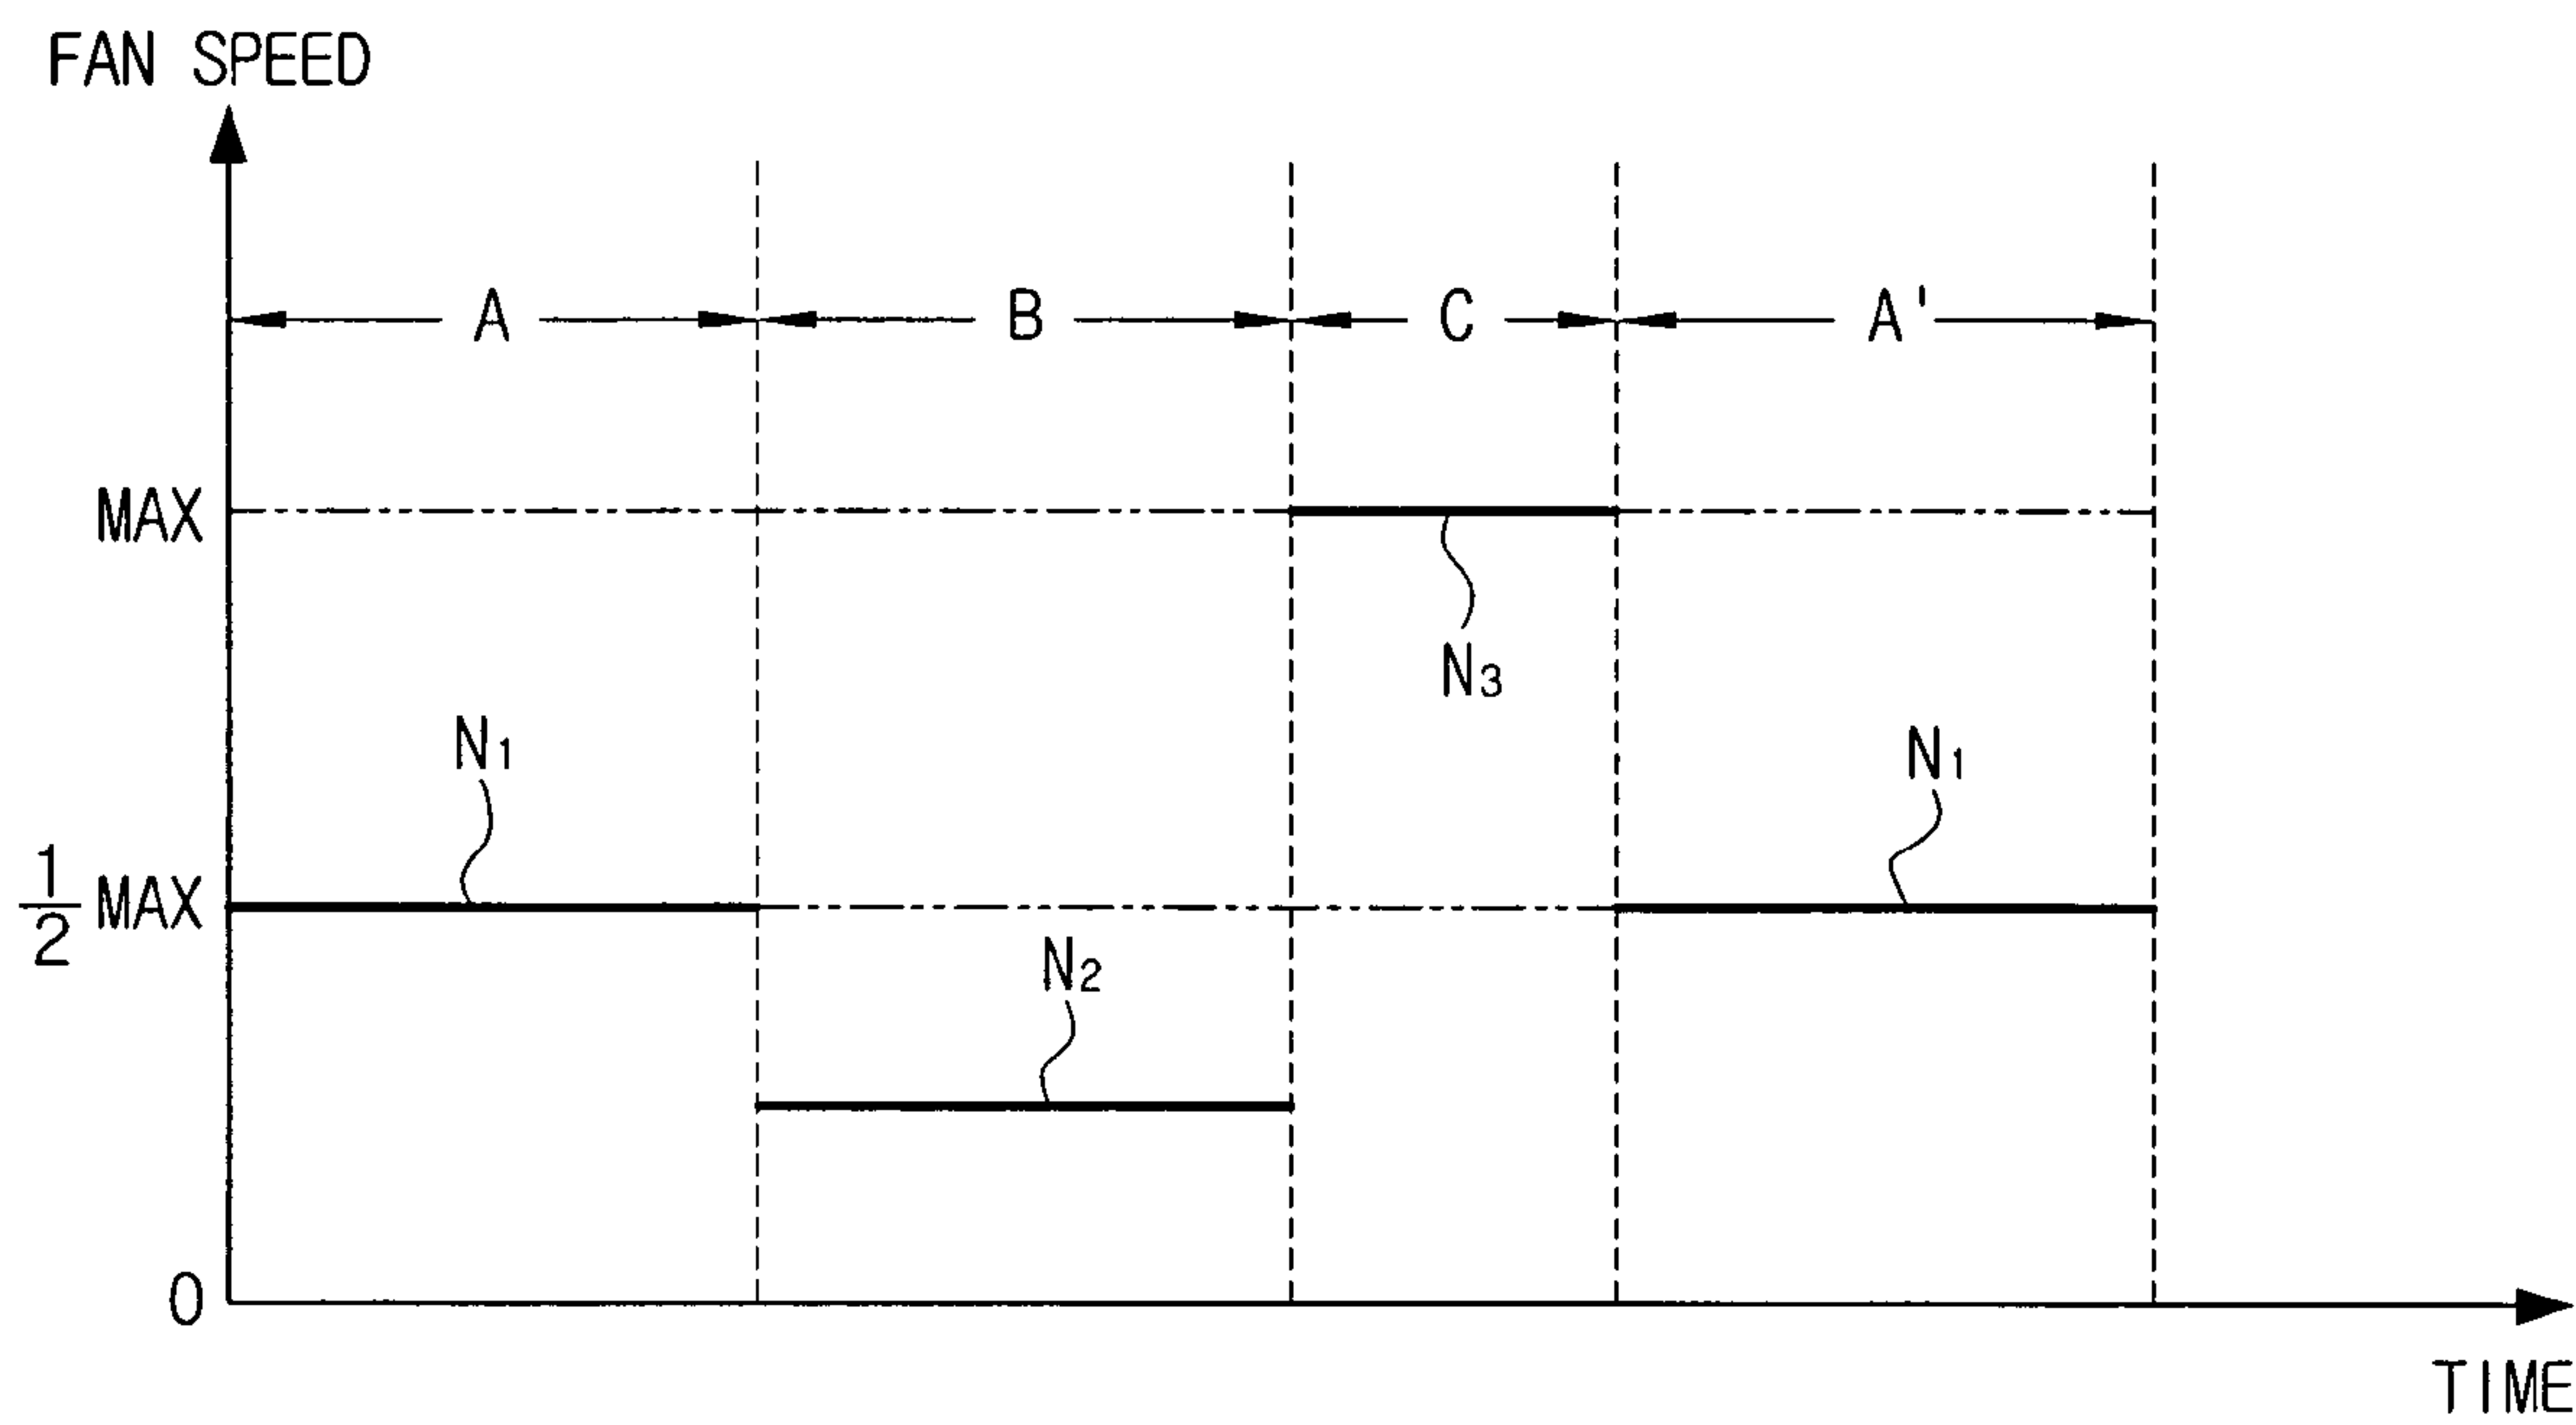 FAN SPEED
A B C A'
MAX
N3
N1 N1
1/2 MAX
N2
0
TIME